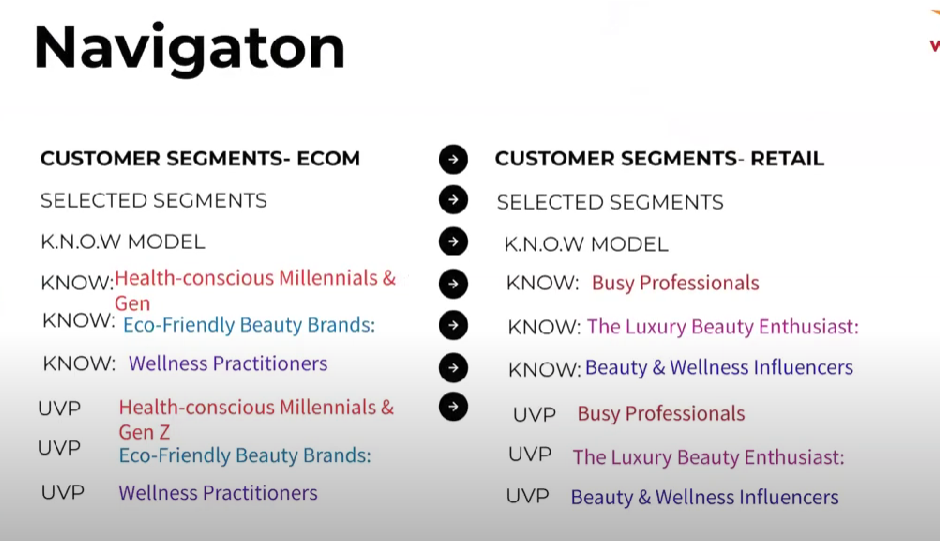 Navigaton
CUSTOMER SEGMENTS- ECOM
SELECTED SEGMENTS
K.N.O.W MODEL
KNOW: Health-conscious Millennials &
Gen
KNOW: Eco-Friendly Beauty Brands:
KNOW: Wellness Practitioners
UVP Health-conscious Millennials &
Gen Z
UVP Eco-Friendly Beauty Brands:
UVP Wellness Practitioners
CUSTOMER SEGMENTS- RETAIL
SELECTED SEGMENTS
K.N.O.W MODEL
KNOW: Busy Professionals
KNOW: The Luxury Beauty Enthusiast:
KNOW: Beauty & Wellness Influencers
UVP Busy Professionals
UVP The Luxury Beauty Enthusiast:
UVP Beauty & Wellness Influencers